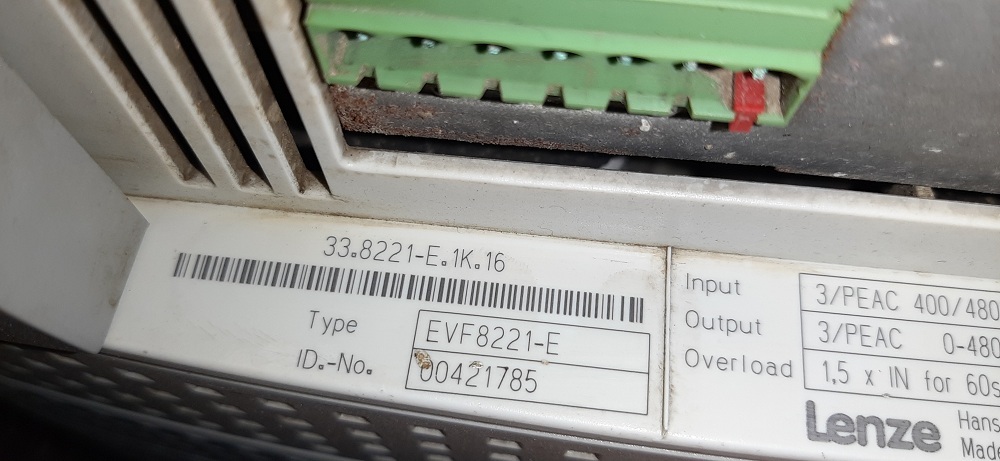 33.8221-E.1K.16
Type EVF8221-E
ID.-No. 00421785
Input 3/PEAC 400/480
Output 3/PEAC 0-480
Overload 1,5 x IN for 60s
Lenze Hans
Made